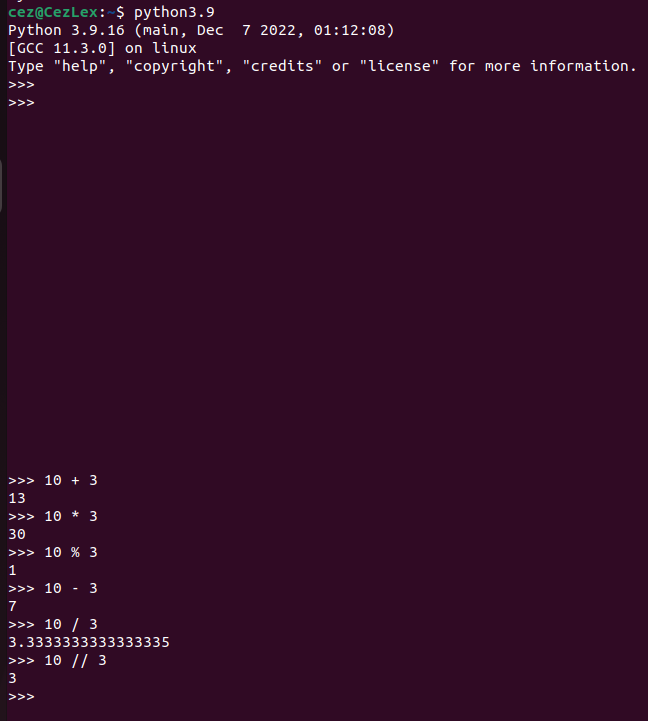 cez@CezLex:~$ python3.9
Python 3.9.16 (main, Dec  7 2022, 01:12:08)
[GCC 11.3.0] on linux
Type "help", "copyright", "credits" or "license" for more information.
>>>
>>>
>>> 10 + 3
13
>>> 10 * 3
30
>>> 10 % 3
1
>>> 10 - 3
7
>>> 10 / 3
3.3333333333333335
>>> 10 // 3
3
>>>